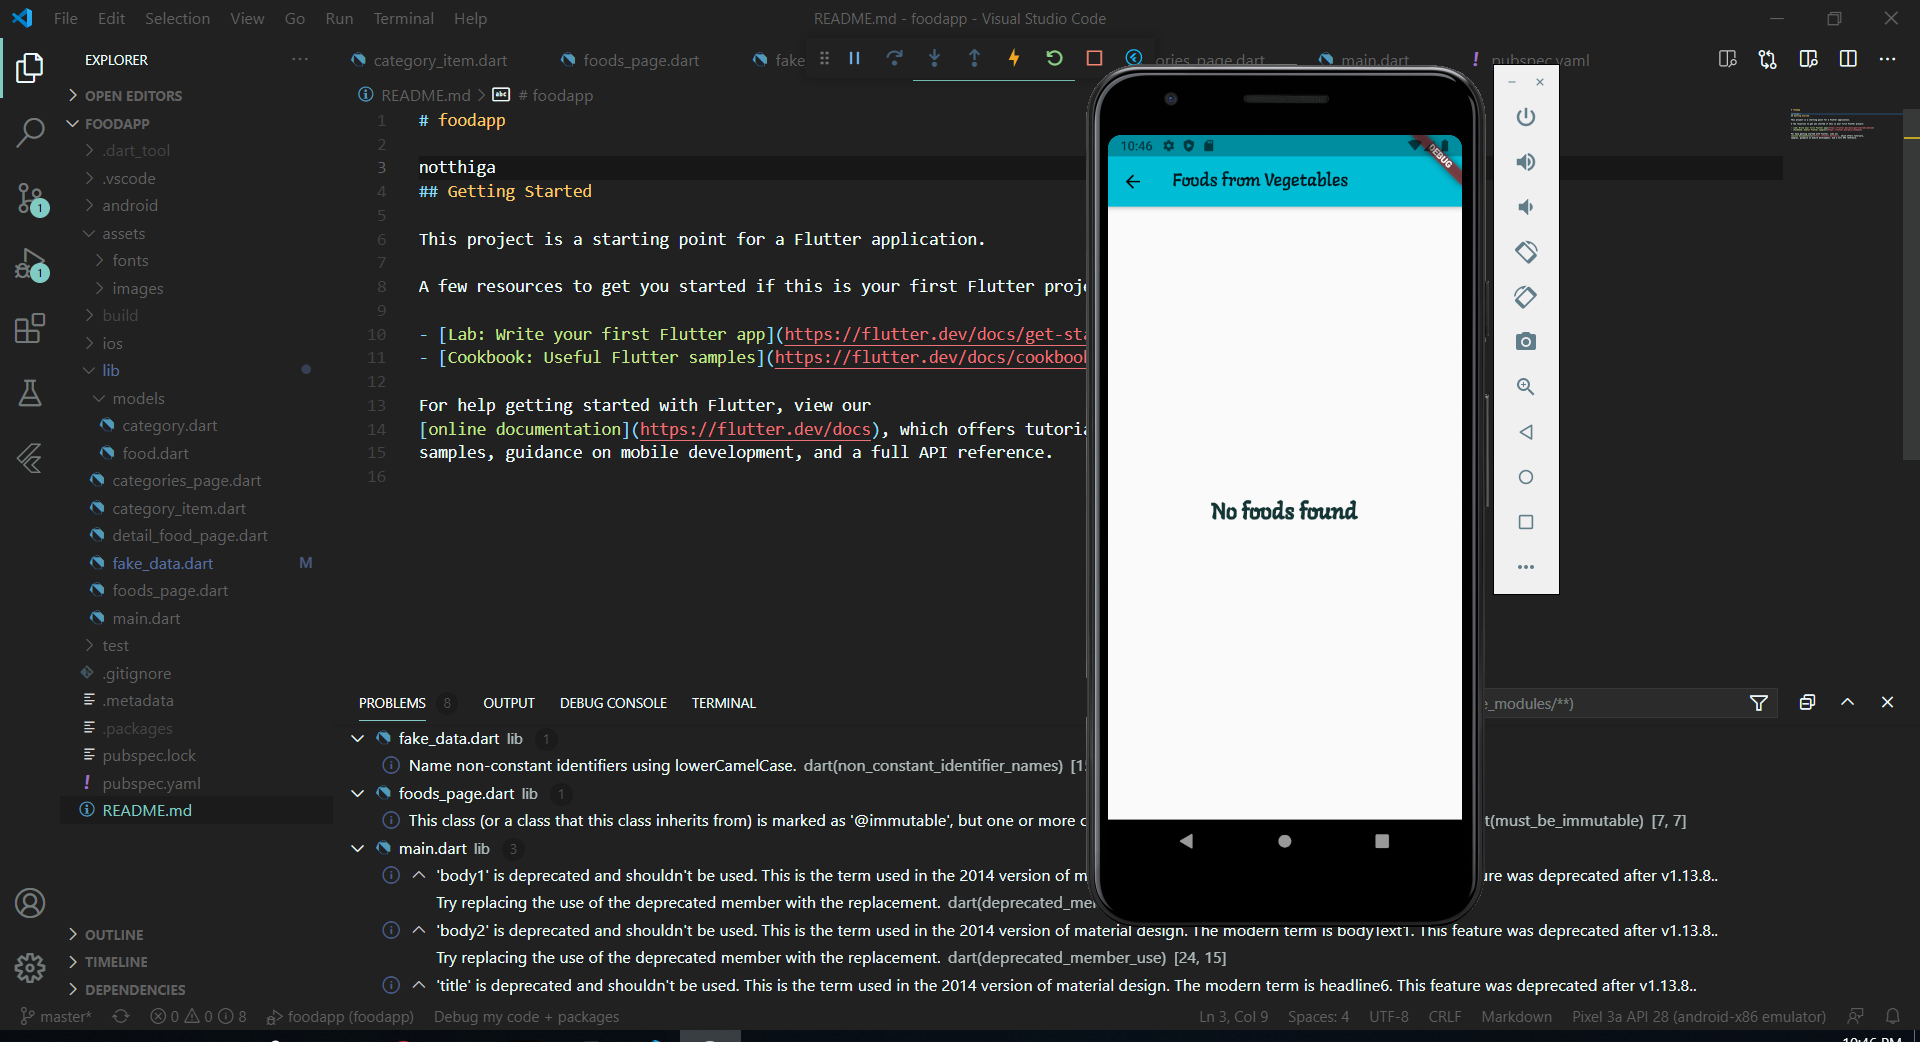 File Edit Selection View Go Run Terminal Help
README.md - foodapp - Visual Studio Code
EXPLORER
category_item.dart
foods_page.dart
fake
ories_page.dart
main.dart
! pubspec.yaml
OPEN EDITORS
FOODAPP
.dart_tool
.vscode
android
assets
fonts
images
build
ios
lib
models
category.dart
food.dart
categories_page.dart
category_item.dart
detail_food_page.dart
fake_data.dart M
foods_page.dart
main.dart
test
.gitignore
.metadata
.packages
pubspec.lock
! pubspec.yaml
README.md
OUTLINE
TIMELINE
DEPENDENCIES
1
1
README.md > # foodapp
1 # foodapp
2
3 notthiga
4 ## Getting Started
5
6 This project is a starting point for a Flutter application.
7
8 A few resources to get you started if this is your first Flutter proj
9
10 - [Lab: Write your first Flutter app](https://flutter.dev/docs/get-sta
11 - [Cookbook: Useful Flutter samples](https://flutter.dev/docs/cookbook
12
13 For help getting started with Flutter, view our
14 [online documentation](https://flutter.dev/docs), which offers tutoria
15 samples, guidance on mobile development, and a full API reference.
16
10:46
DEBUG
Foods from Vegetables
No foods found
PROBLEMS 8 OUTPUT DEBUG CONSOLE TERMINAL
e_modules/**)
fake_data.dart lib 1
Name non-constant identifiers using lowerCamelCase. dart(non_constant_identifier_names) [15
foods_page.dart lib 1
This class (or a class that this class inherits from) is marked as '@immutable', but one or more t(must_be_immutable) [7, 7]
main.dart lib 3
'body1' is deprecated and shouldn't be used. This is the term used in the 2014 version of m ure was deprecated after v1.13.8..
Try replacing the use of the deprecated member with the replacement. dart(deprecated_me
'body2' is deprecated and shouldn't be used. This is the term used in the 2014 version of material design. The modern term is bodyText1. This feature was deprecated after v1.13.8..
Try replacing the use of the deprecated member with the replacement. dart(deprecated_member_use) [24, 15]
'title' is deprecated and shouldn't be used. This is the term used in the 2014 version of material design. The modern term is headline6. This feature was deprecated after v1.13.8..
master* 0 0 8 foodapp (foodapp) Debug my code + packages
Ln 3, Col 9 Spaces: 4 UTF-8 CRLF Markdown Pixel 3a API 28 (android-x86 emulator)
10:46 PM